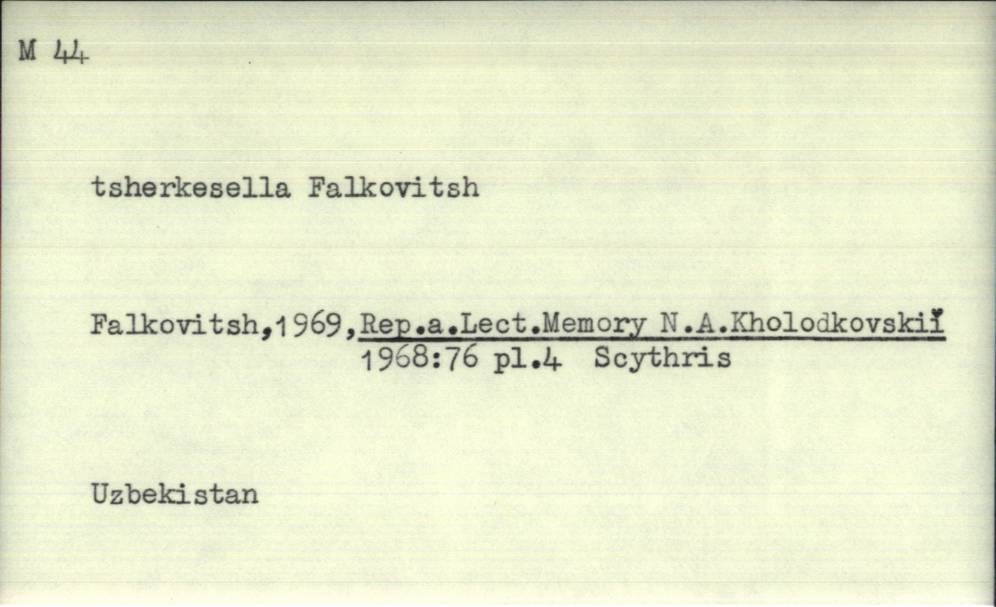 M 44
tsherkesella Falkovitsh
Falkovitsh,1969,Rep.a.Lect.Memory N.A.Kholodkovskiĭ
1968:76 pl.4 Scythris
Uzbekistan